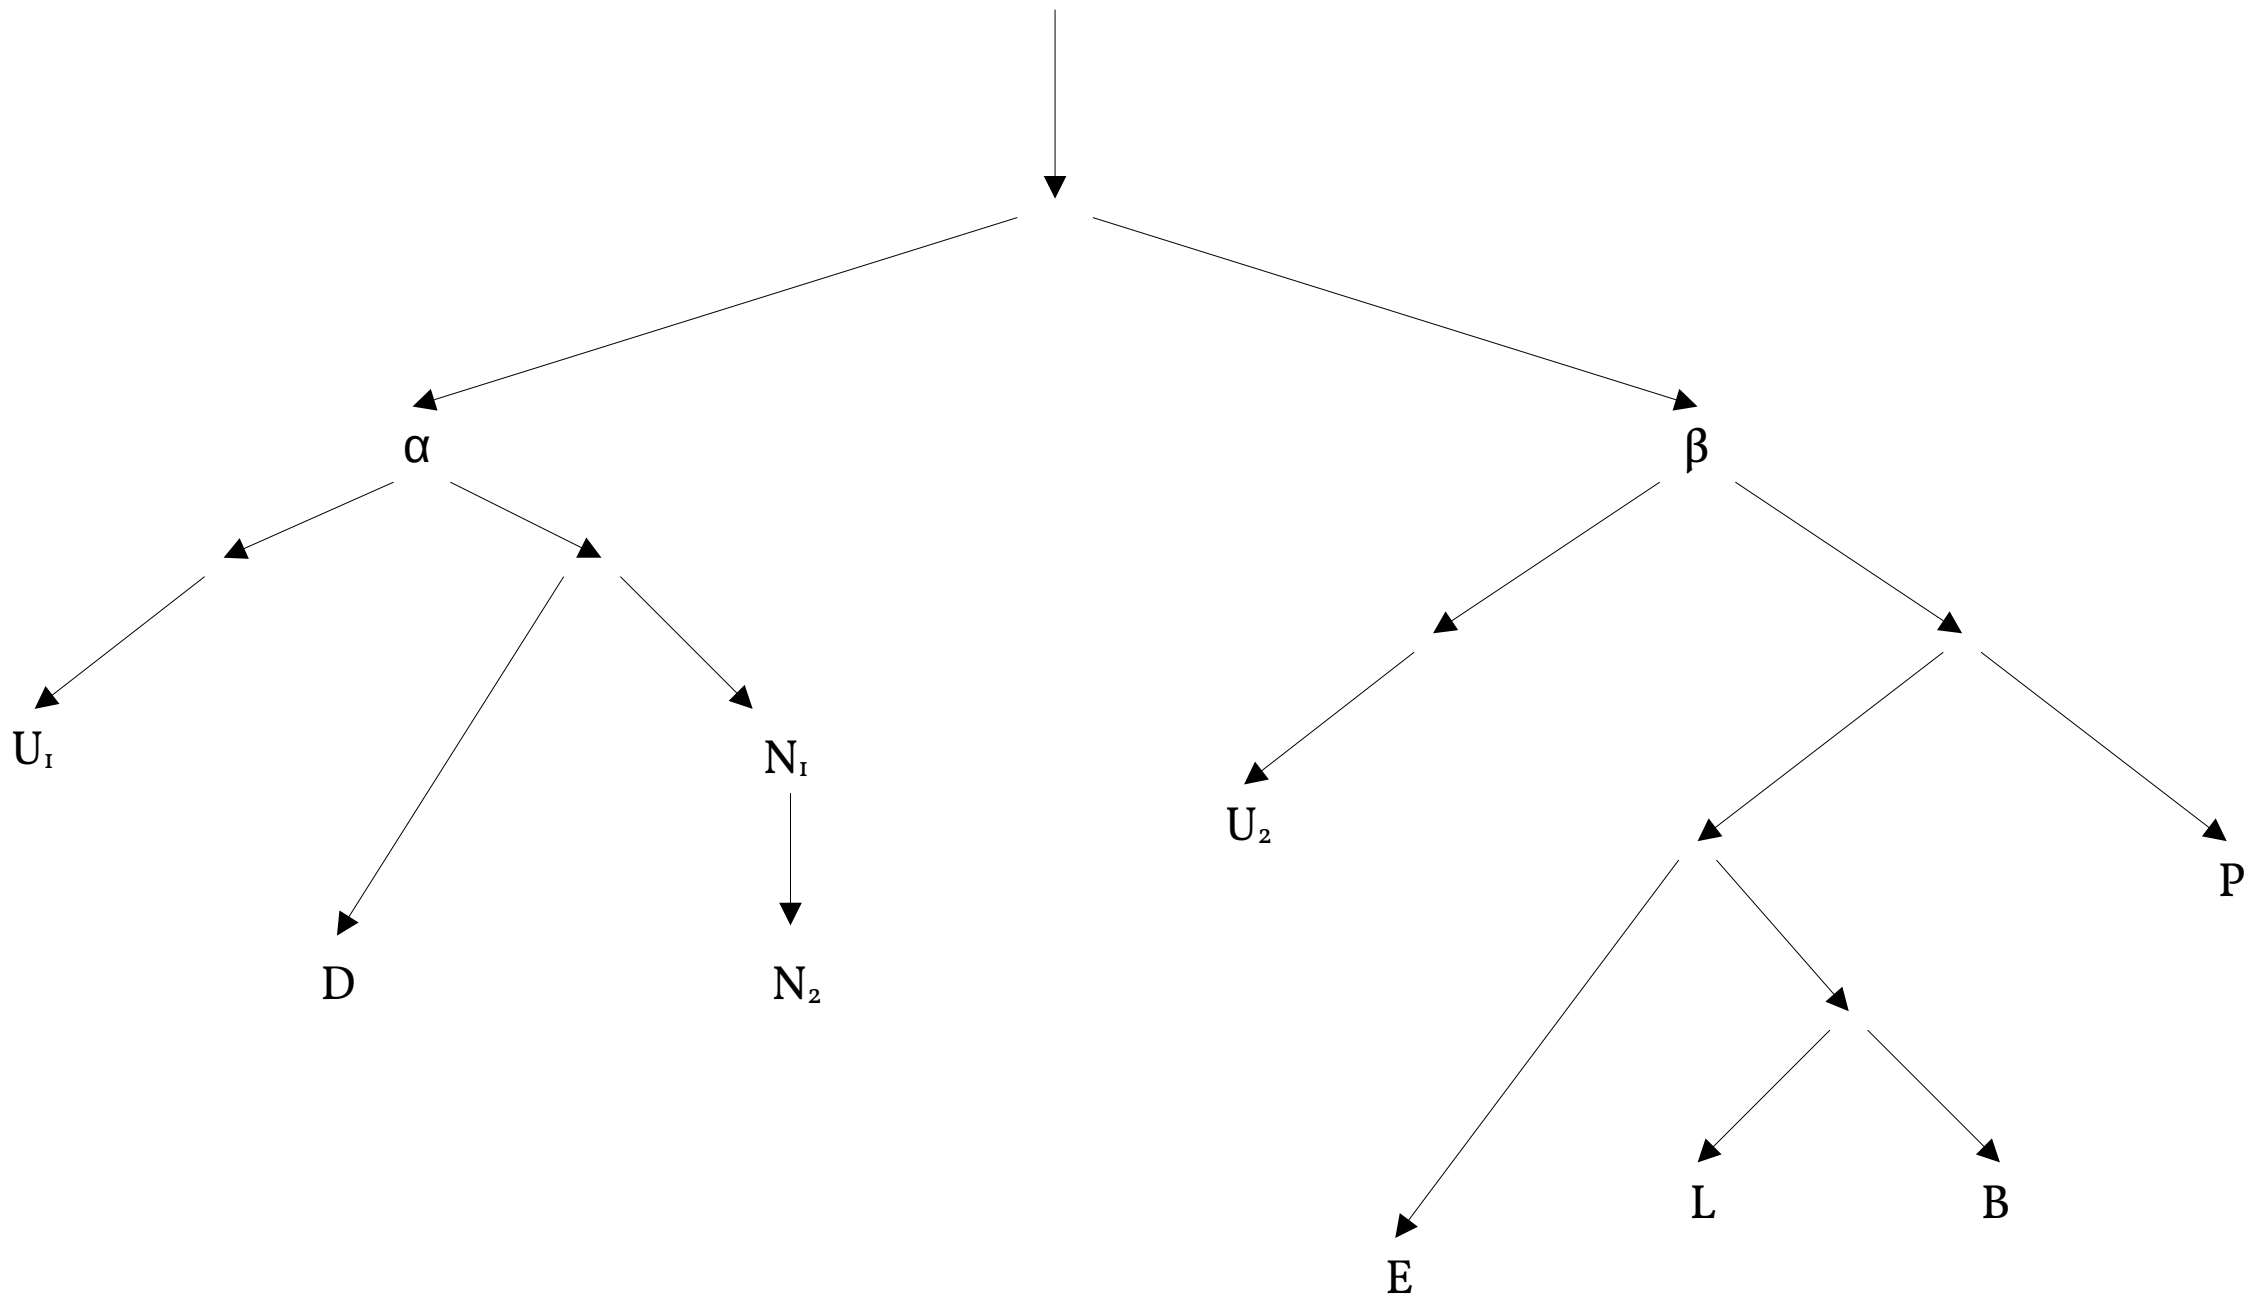 α β
U₁ N₁
U₂ P
D N₂
L B
E